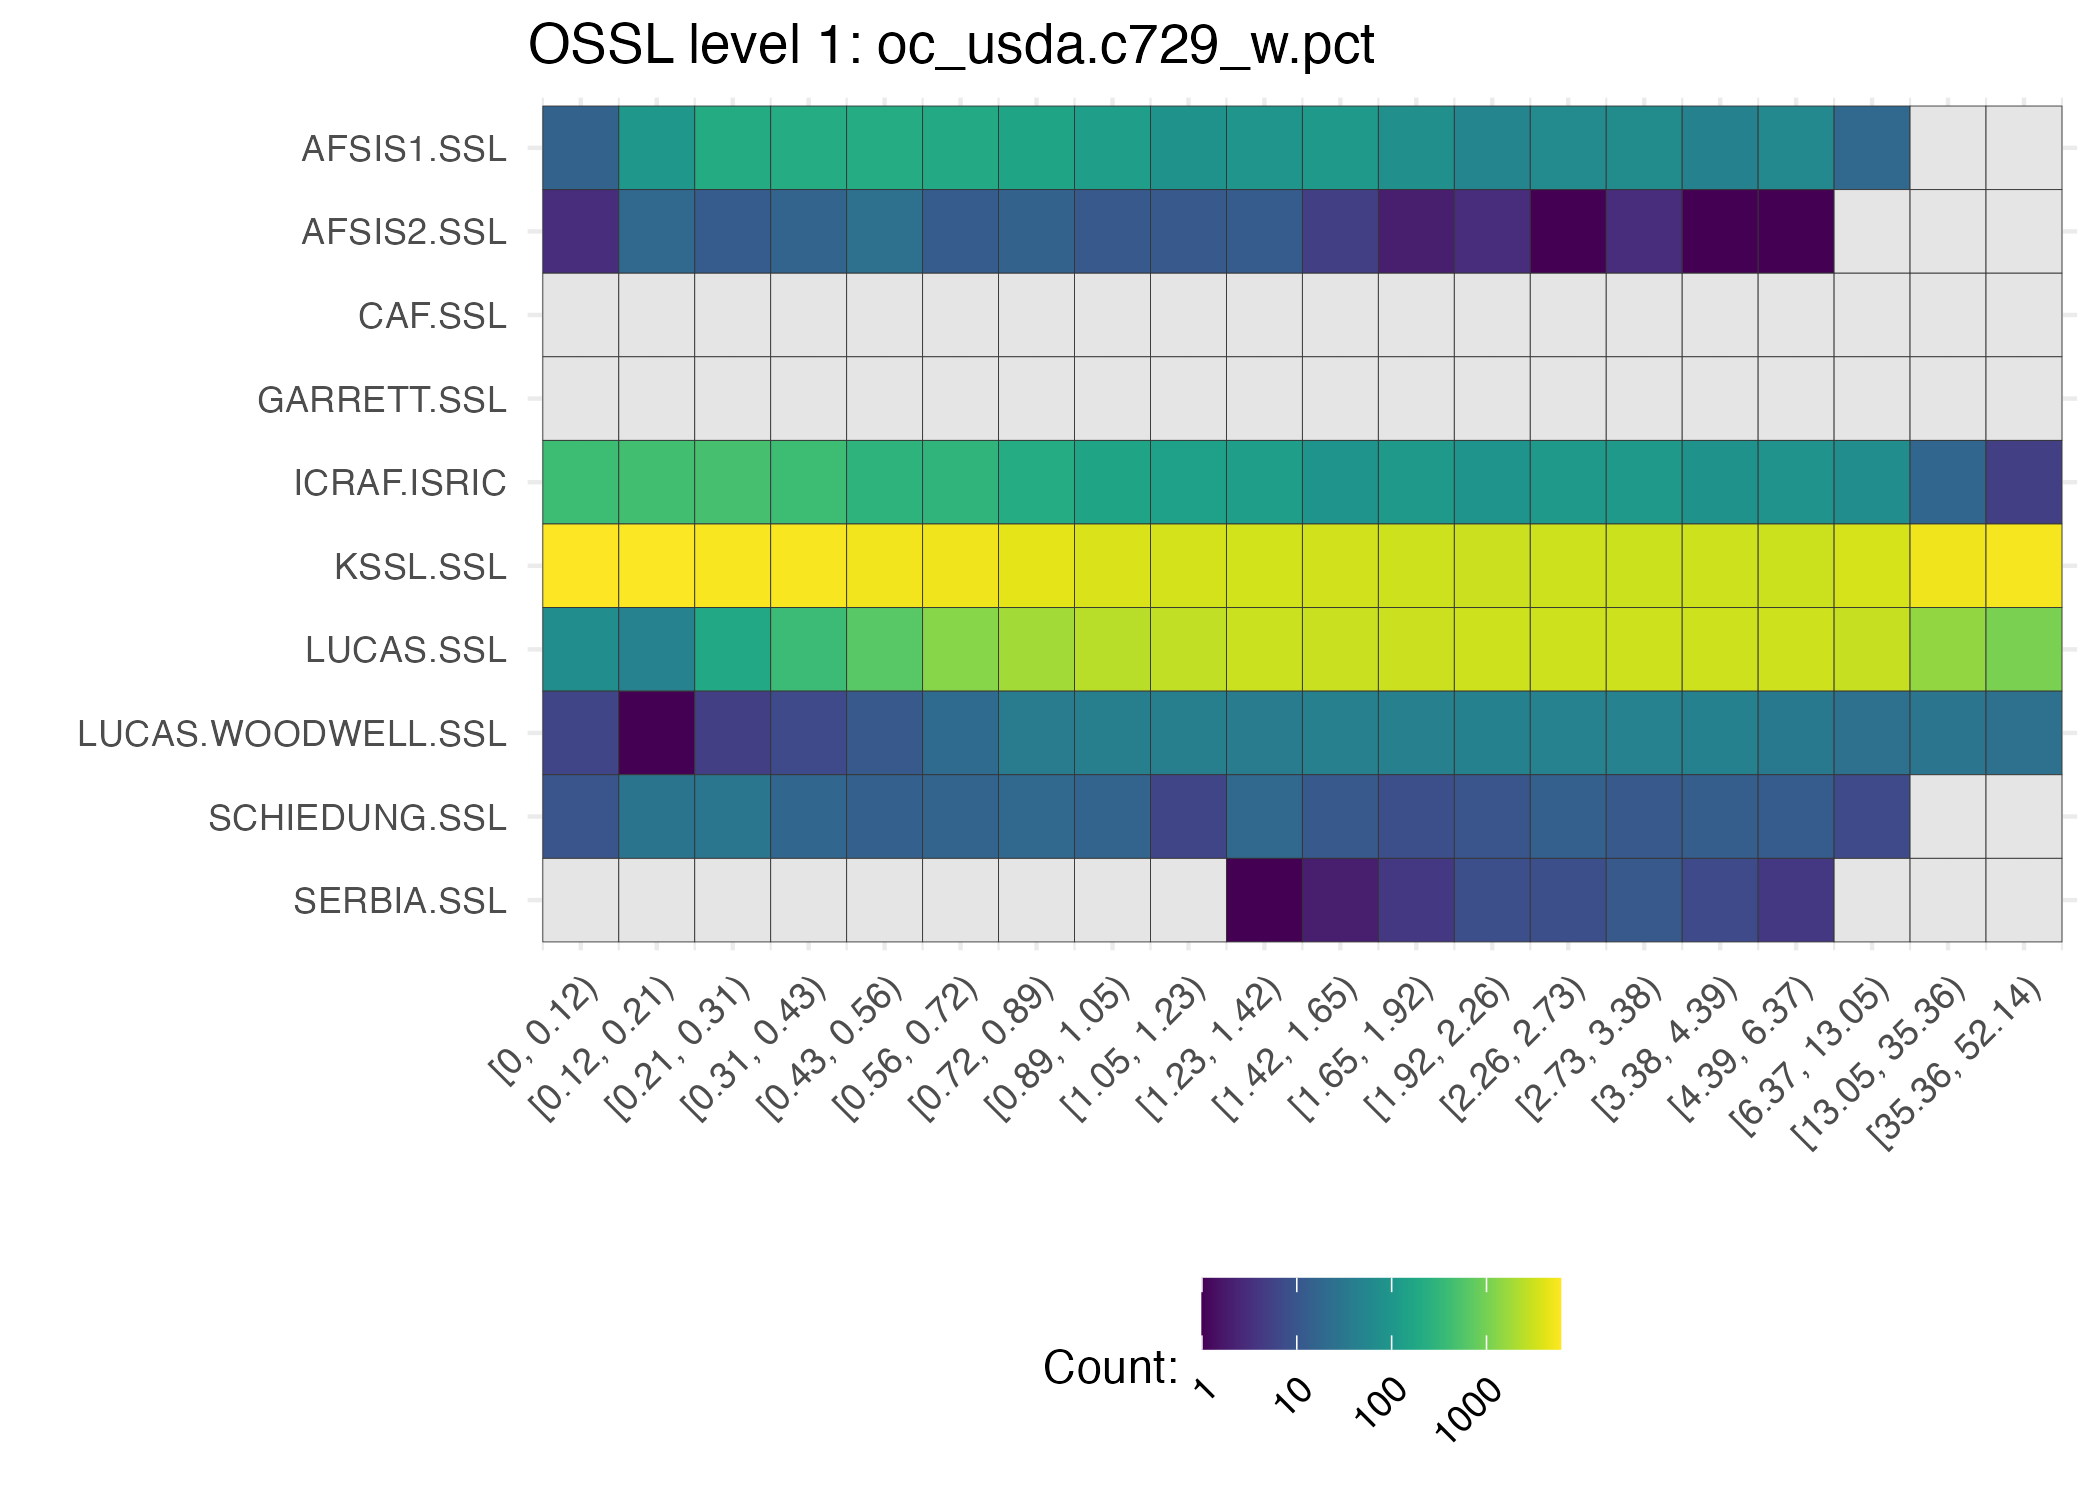 OSSL level 1: oc_usda.c729_w.pct
AFSIS1.SSL
AFSIS2.SSL
CAF.SSL
GARRETT.SSL
ICRAF.ISRIC
KSSL.SSL
LUCAS.SSL
LUCAS.WOODWELL.SSL
SCHIEDUNG.SSL
SERBIA.SSL
[0, 0.12)
[0.12, 0.21)
[0.21, 0.31)
[0.31, 0.43)
[0.43, 0.56)
[0.56, 0.72)
[0.72, 0.89)
[0.89, 1.05)
[1.05, 1.23)
[1.23, 1.42)
[1.42, 1.65)
[1.65, 1.92)
[1.92, 2.26)
[2.26, 2.73)
[2.73, 3.38)
[3.38, 4.39)
[4.39, 6.37)
[6.37, 13.05)
[13.05, 35.36)
[35.36, 52.14)
Count:
1
10
100
1000